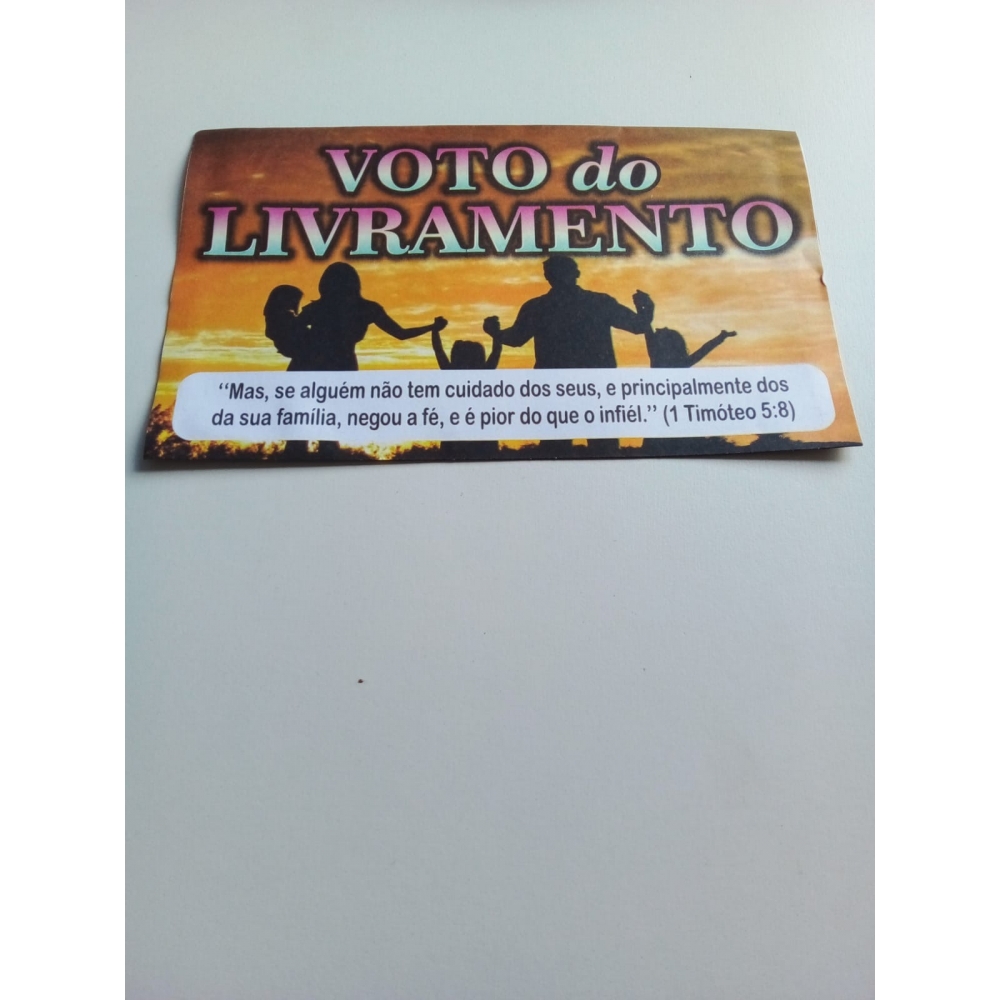 VOTO do
LIVRAMENTO
“Mas, se alguém não tem cuidado dos seus, e principalmente dos
da sua família, negou a fé, e é pior do que o infiél.” (1 Timóteo 5:8)